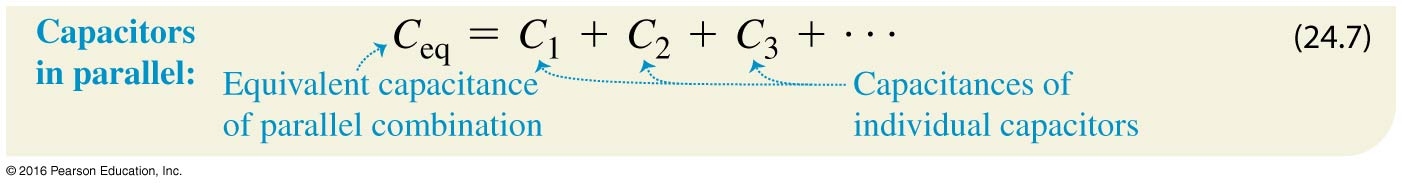 Capacitors
in parallel:
C_eq = C_1 + C_2 + C_3 + · · ·
(24.7)
Equivalent capacitance
of parallel combination
Capacitances of
individual capacitors
© 2016 Pearson Education, Inc.